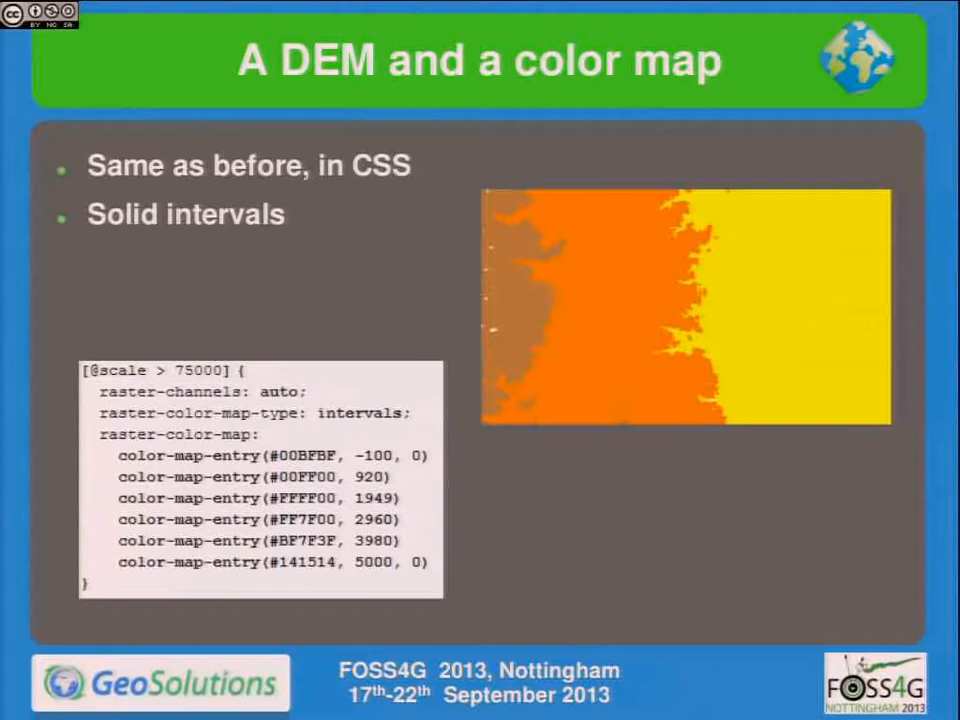 BY NC SA
A DEM and a color map
Same as before, in CSS
Solid intervals
[@scale > 75000] {
raster-channels: auto;
raster-color-map-type: intervals;
raster-color-map:
color-map-entry(#00BFBF, -100, 0)
color-map-entry(#00FF00, 920)
color-map-entry(#FFFF00, 1949)
color-map-entry(#FF7F00, 2960)
color-map-entry(#BF7F3F, 3980)
color-map-entry(#141514, 5000, 0)
}
GeoSolutions
FOSS4G 2013, Nottingham
17th-22th September 2013
FOSS4G
NOTTINGHAM 2013